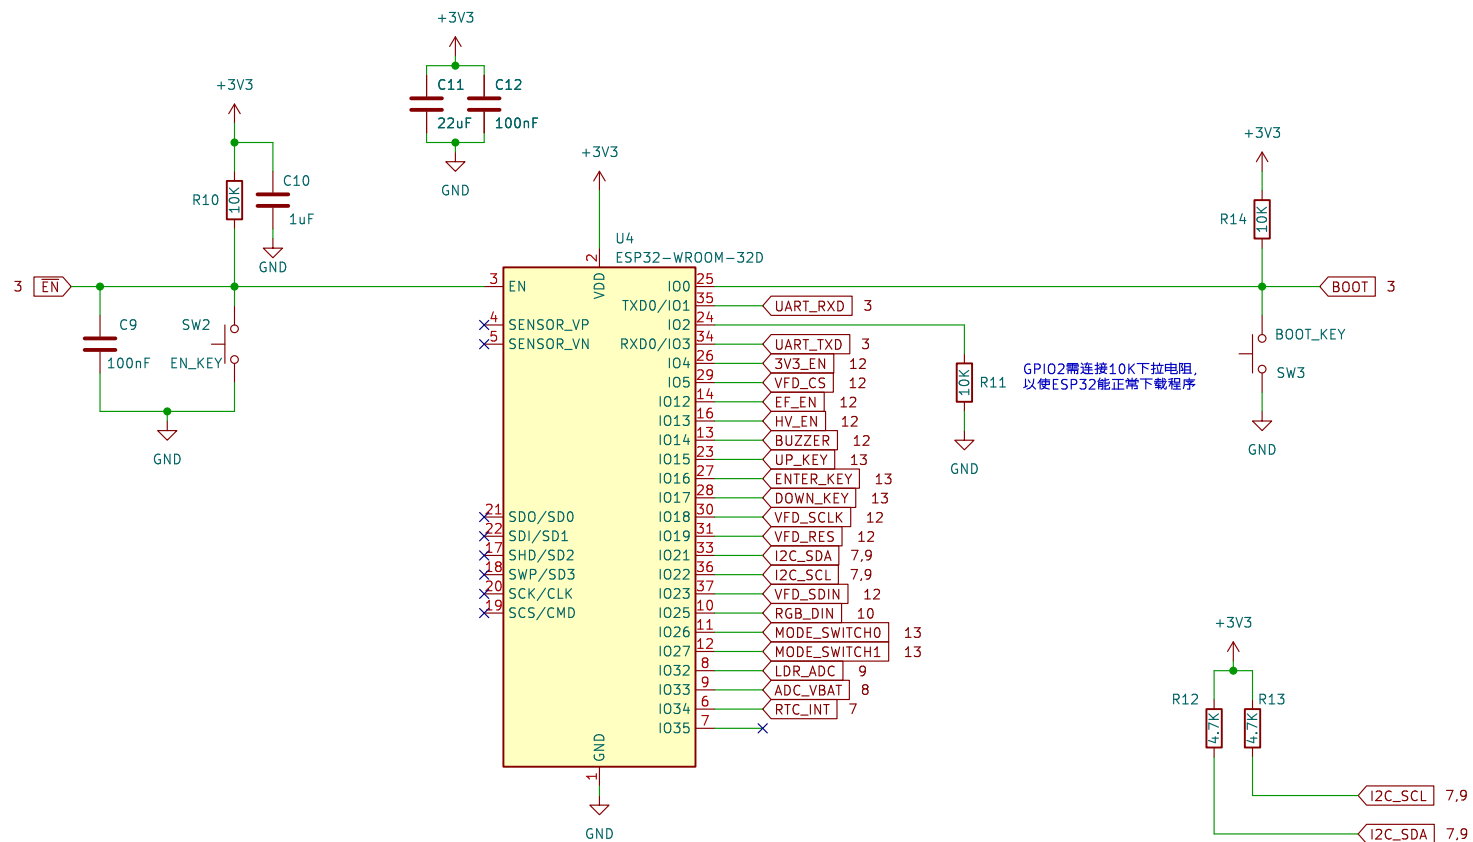 +3V3
C11
C12
22uF
100nF
GND
+3V3
R10
10K
C10
1uF
GND
3
EN
C9
100nF
SW2
EN_KEY
GND
+3V3
U4
ESP32-WROOM-32D
2
VDD
3 EN
4 SENSOR_VP
5 SENSOR_VN
21 SDO/SD0
22 SDI/SD1
17 SHD/SD2
18 SWP/SD3
20 SCK/CLK
19 SCS/CMD
IO0 25
TXD0/IO1 35 UART_RXD 3
IO2 24
RXD0/IO3 34 UART_TXD 3
IO4 26 3V3_EN 12
IO5 29 VFD_CS 12
IO12 14 EF_EN 12
IO13 16 HV_EN 12
IO14 13 BUZZER 12
IO15 23 UP_KEY 13
IO16 27 ENTER_KEY 13
IO17 28 DOWN_KEY 13
IO18 30 VFD_SCLK 12
IO19 31 VFD_RES 12
IO21 33 I2C_SDA 7,9
IO22 36 I2C_SCL 7,9
IO23 37 VFD_SDIN 12
IO25 10 RGB_DIN 10
IO26 11 MODE_SWITCH0 13
IO27 12 MODE_SWITCH1 13
IO32 8 LDR_ADC 9
IO33 9 ADC_VBAT 8
IO34 6 RTC_INT 7
IO35 7
GND
1
GND
R11
10K
GND
GPIO2需连接10K下拉电阻,
以使ESP32能正常下载程序
+3V3
R14
10K
BOOT 3
BOOT_KEY
SW3
GND
+3V3
R12
4.7K
R13
4.7K
I2C_SCL 7,9
I2C_SDA 7,9